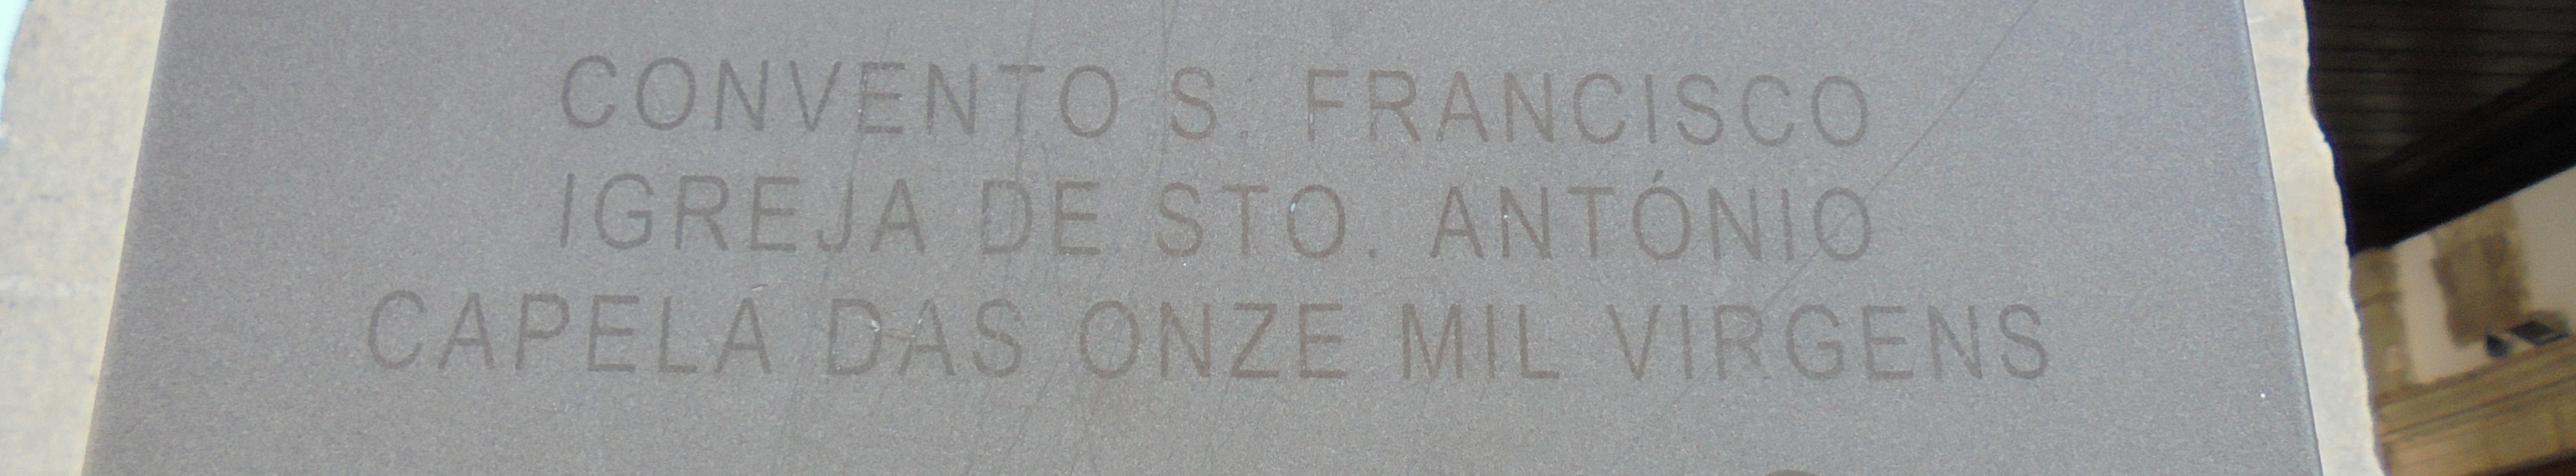 CONVENTO S. FRANCISCO
IGREJA DE STO. ANTÓNIO
CAPELA DAS ONZE MIL VIRGENS